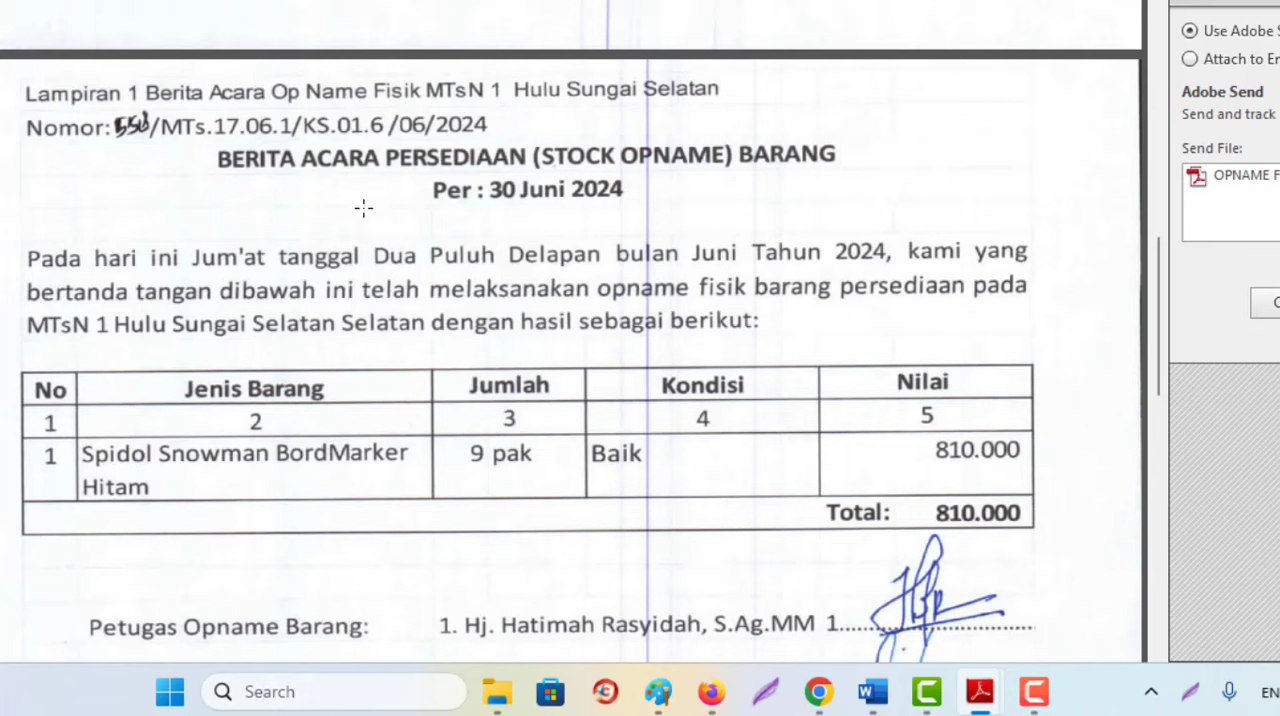 Lampiran 1 Berita Acara Op Name Fisik MTsN 1 Hulu Sungai Selatan
Nomor: 558/MTs.17.06.1/KS.01.6 /06/2024
BERITA ACARA PERSEDIAAN (STOCK OPNAME) BARANG
Per : 30 Juni 2024
Pada hari ini Jum'at tanggal Dua Puluh Delapan bulan Juni Tahun 2024, kami yang
bertanda tangan dibawah ini telah melaksanakan opname fisik barang persediaan pada
MTsN 1 Hulu Sungai Selatan Selatan dengan hasil sebagai berikut:
No Jenis Barang Jumlah Kondisi Nilai
1 2 3 4 5
1 Spidol Snowman BordMarker 9 pak Baik 810.000
Hitam
Total: 810.000
Petugas Opname Barang: 1. Hj. Hatimah Rasyidah, S.Ag.MM 1..............................
Use Adobe S
Attach to Er
Adobe Send
Send and track
Send File:
OPNAME F
C
Search
EN